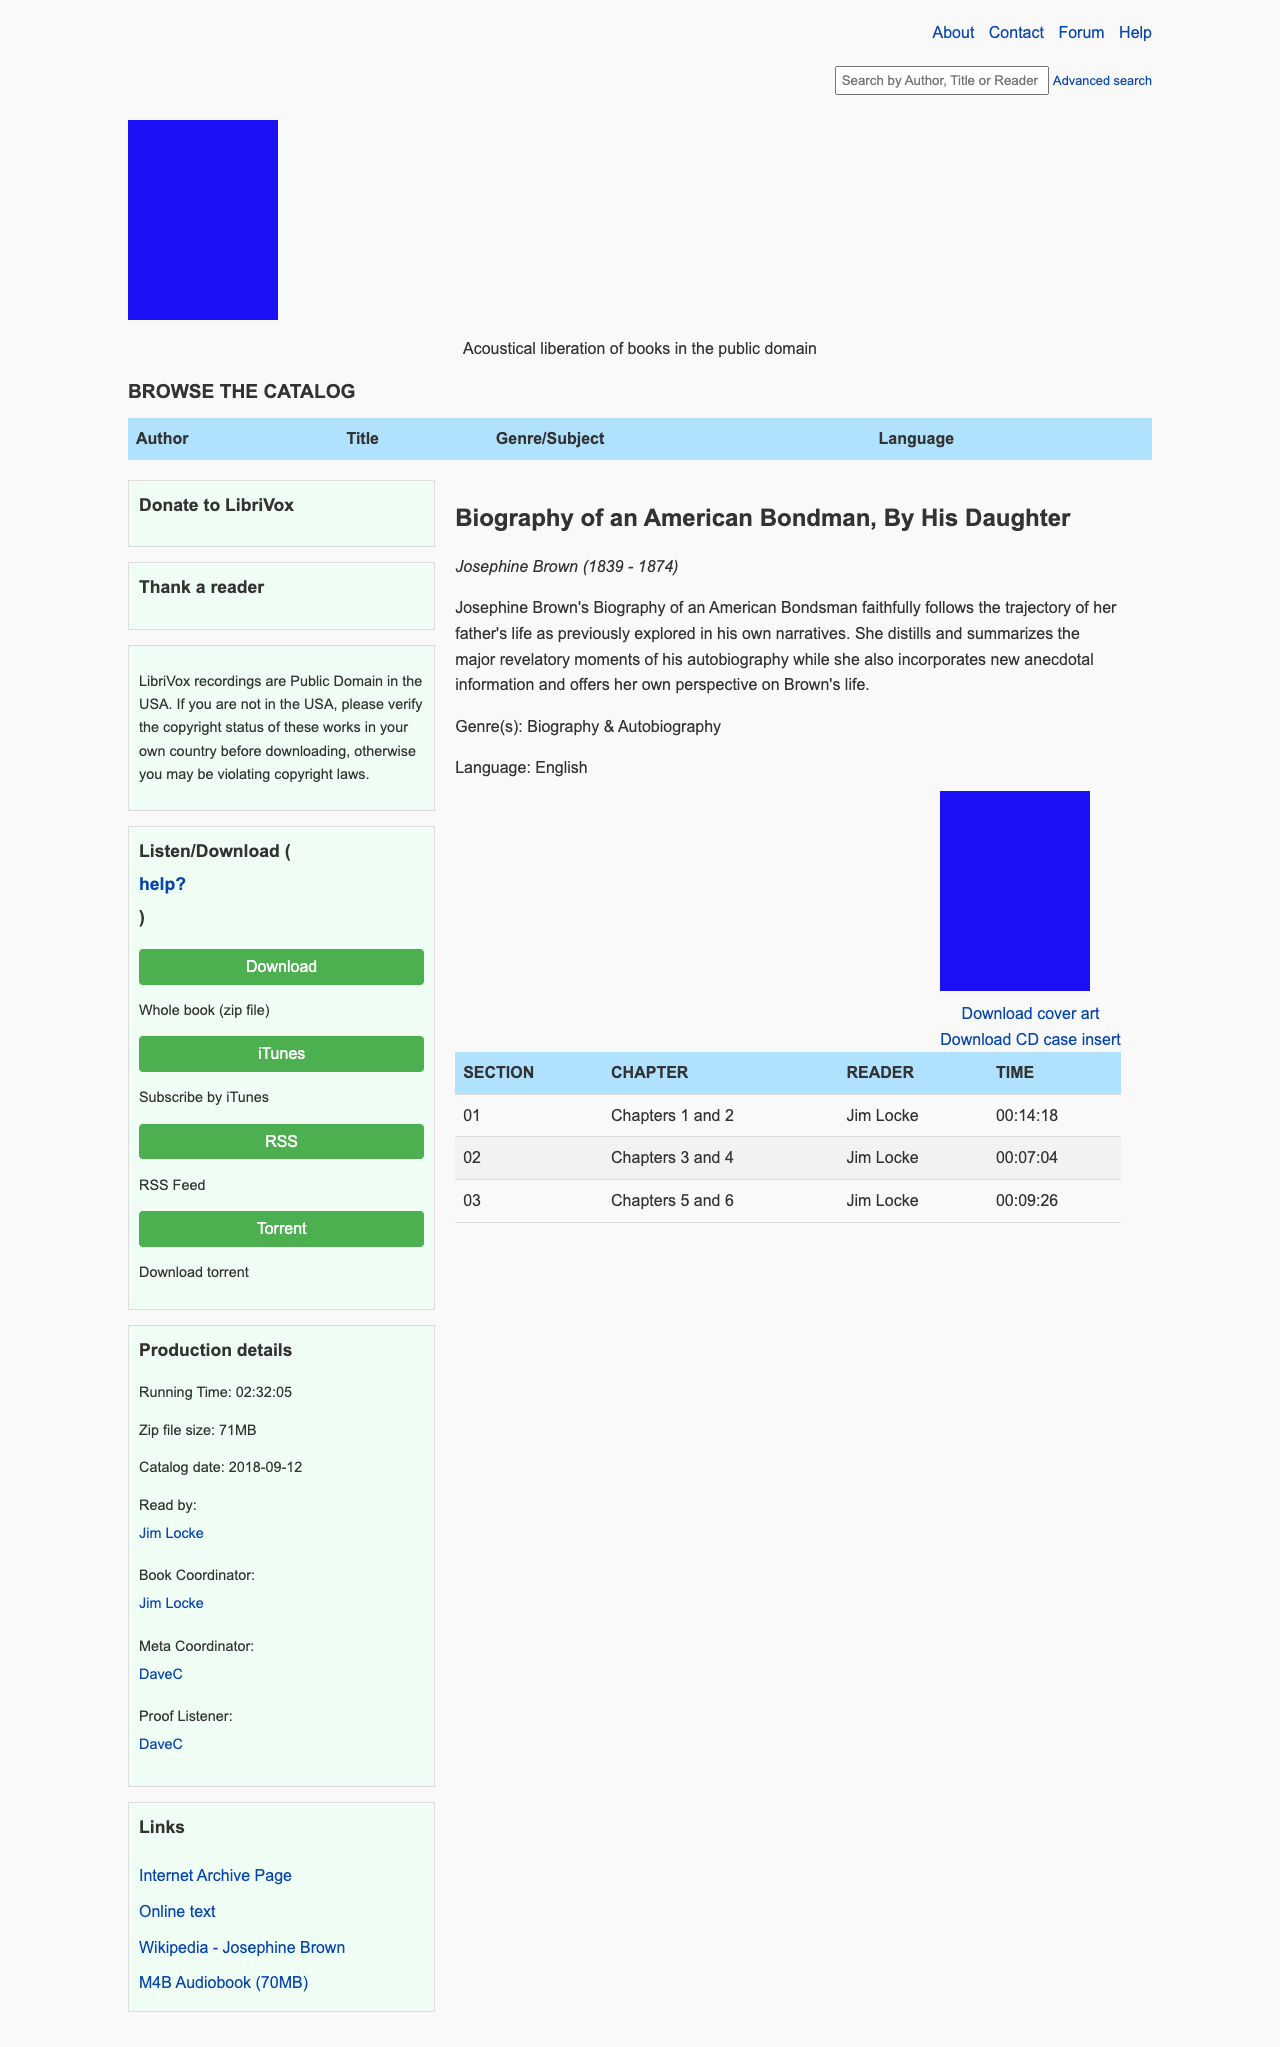 About Contact Forum Help
Search by Author, Title or Reader Advanced search
Acoustical liberation of books in the public domain
BROWSE THE CATALOG
Author Title Genre/Subject Language
Donate to LibriVox
Thank a reader
LibriVox recordings are Public Domain in the
USA. If you are not in the USA, please verify
the copyright status of these works in your
own country before downloading, otherwise
you may be violating copyright laws.
Listen/Download (
help?
)
Download
Whole book (zip file)
iTunes
Subscribe by iTunes
RSS
RSS Feed
Torrent
Download torrent
Production details
Running Time: 02:32:05
Zip file size: 71MB
Catalog date: 2018-09-12
Read by:
Jim Locke
Book Coordinator:
Jim Locke
Meta Coordinator:
DaveC
Proof Listener:
DaveC
Links
Internet Archive Page
Online text
Wikipedia - Josephine Brown
M4B Audiobook (70MB)
Biography of an American Bondman, By His Daughter
Josephine Brown (1839 - 1874)
Josephine Brown's Biography of an American Bondsman faithfully follows the trajectory of her
father's life as previously explored in his own narratives. She distills and summarizes the
major revelatory moments of his autobiography while she also incorporates new anecdotal
information and offers her own perspective on Brown's life.
Genre(s): Biography & Autobiography
Language: English
Download cover art
Download CD case insert
SECTION CHAPTER READER TIME
01 Chapters 1 and 2 Jim Locke 00:14:18
02 Chapters 3 and 4 Jim Locke 00:07:04
03 Chapters 5 and 6 Jim Locke 00:09:26